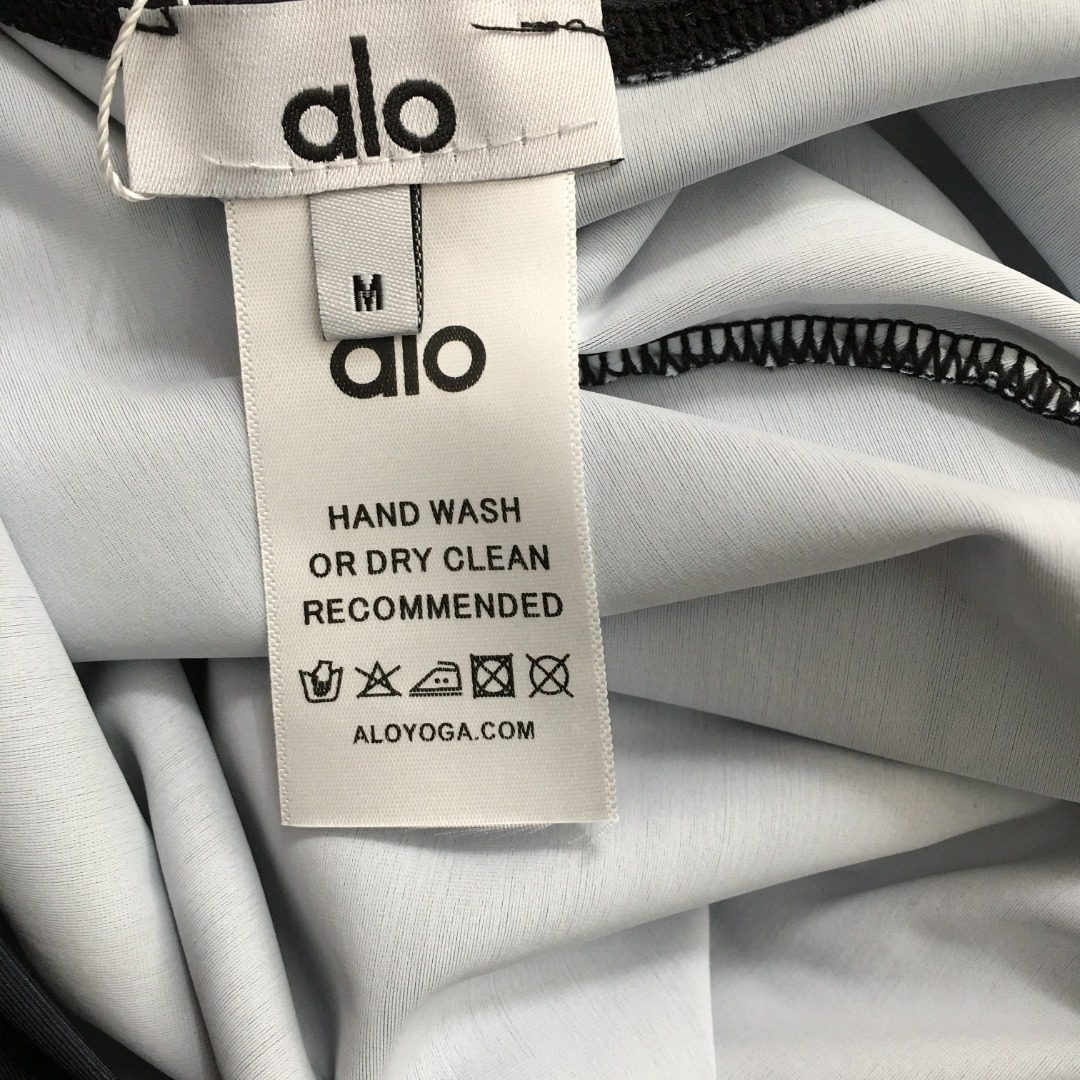 alo
M
alo
HAND WASH
OR DRY CLEAN
RECOMMENDED
ALOYOGA.COM